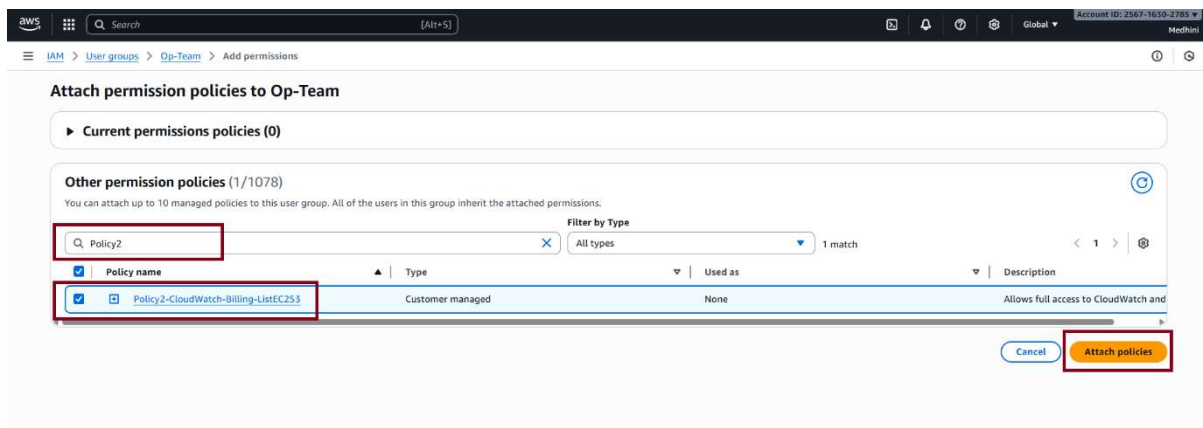 aws Search [Alt+S] Global Account ID: 2567-1630-2785
Medhini
IAM > User groups > Op-Team > Add permissions
Attach permission policies to Op-Team
Current permissions policies (0)
Other permission policies (1/1078)
You can attach up to 10 managed policies to this user group. All of the users in this group inherit the attached permissions.
Filter by Type
Policy2 All types 1 match < 1 >
Policy name Type Used as Description
Policy2-CloudWatch-Billing-ListEC2S3 Customer managed None Allows full access to CloudWatch and
Cancel Attach policies